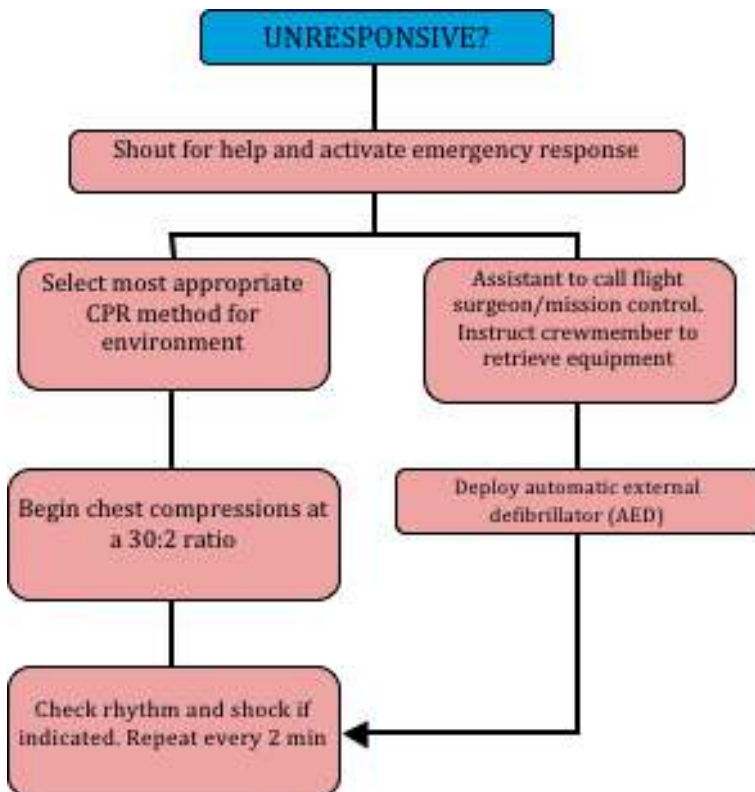 UNRESPONSIVE?
Shout for help and activate emergency response
Select most appropriate
CPR method for
environment
Assistant to call flight
surgeon/mission control.
Instruct crewmember to
retrieve equipment
Begin chest compressions at
a 30:2 ratio
Deploy automatic external
defibrillator (AED)
Check rhythm and shock if
indicated. Repeat every 2 min